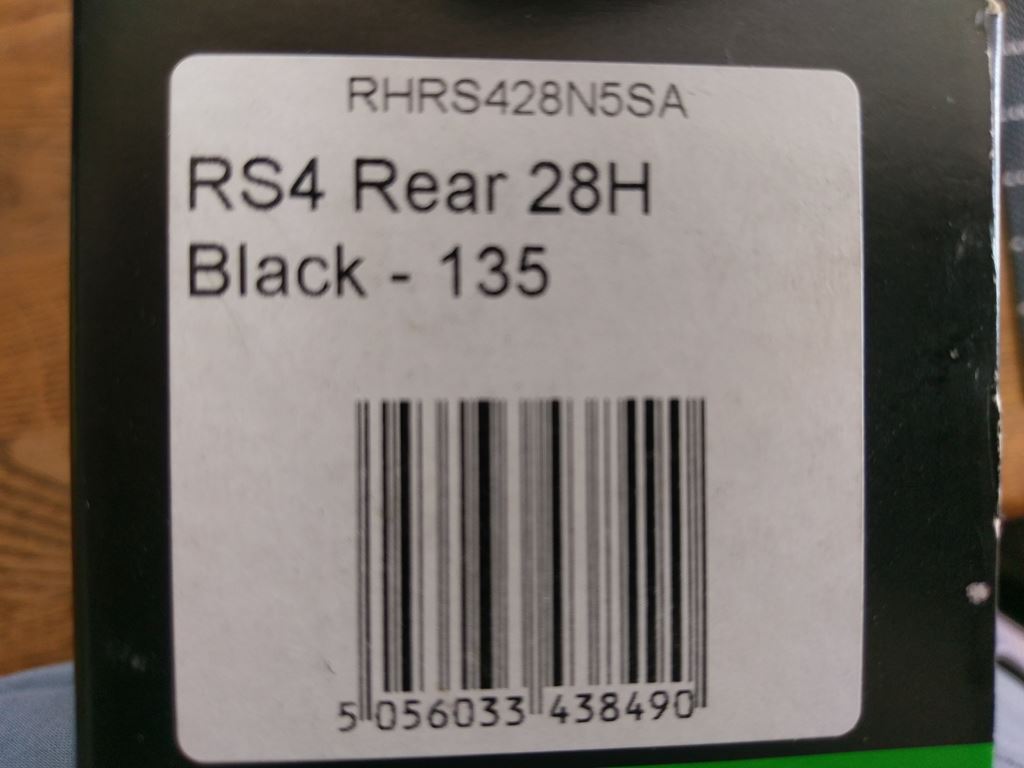 RHRS428N5SA
RS4 Rear 28H
Black - 135
5 056033 438490